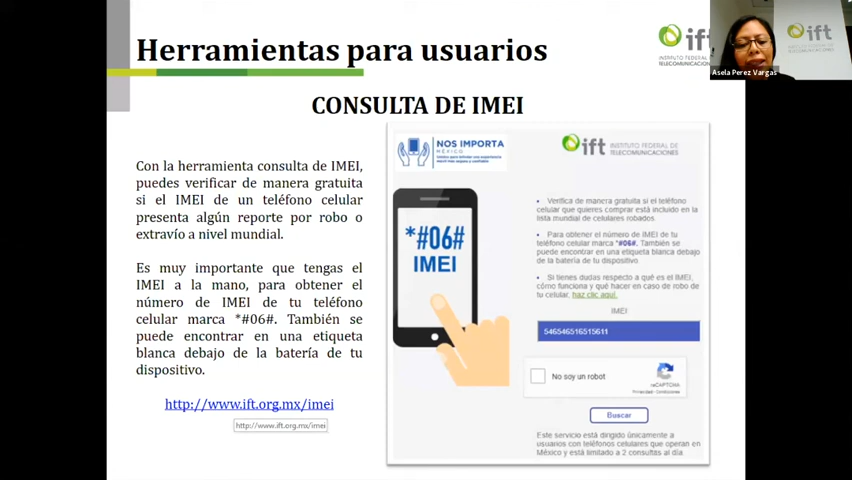 Herramientas para usuarios
ift
INSTITUTO FEDERAL
TELECOMUNICACIONES
Asela Perez Vargas
ift
CONSULTA DE IMEI
Con la herramienta consulta de IMEI,
puedes verificar de manera gratuita
si el IMEI de un teléfono celular
presenta algún reporte por robo o
extravío a nivel mundial.
Es muy importante que tengas el
IMEI a la mano, para obtener el
número de IMEI de tu teléfono
celular marca *#06#. También se
puede encontrar en una etiqueta
blanca debajo de la batería de tu
dispositivo.
http://www.ift.org.mx/imei
http://www.ift.org.mx/imei
NOS IMPORTA
MÉXICO
ift INSTITUTO FEDERAL DE
TELECOMUNICACIONES
*#06#
IMEI
Verifica de manera gratuita si el teléfono
celular que quieres comprar está incluido en la
lista mundial de celulares robados.
Para obtener el número de IMEI de tu
teléfono celular marca *#06#. También se
puede encontrar en una etiqueta blanca debajo
de la batería de tu dispositivo.
Si tienes dudas respecto a qué es el IMEI,
cómo funciona y qué hacer en caso de robo de
tu celular, haz clic aquí.
IMEI
546546516515611
No soy un robot
reCAPTCHA
Privacidad - Condiciones
Buscar
Este servicio está dirigido únicamente a
usuarios con teléfonos celulares que operan en
México y está limitado a 2 consultas al día.